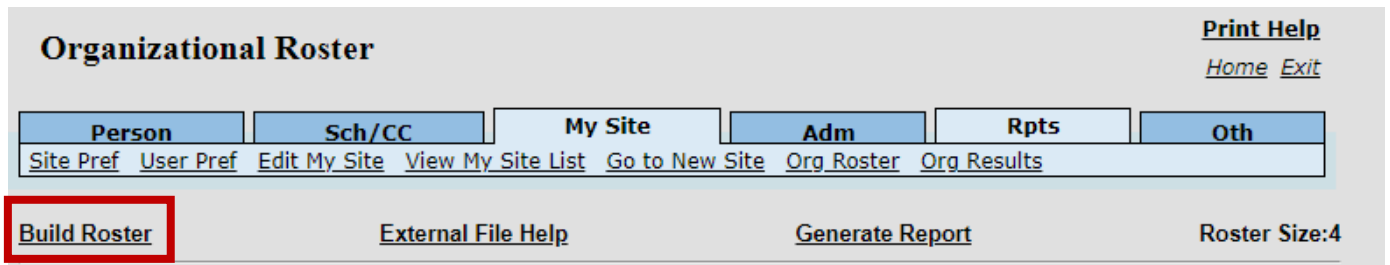 Organizational Roster
Print Help
Home Exit
Person Sch/CC My Site Adm Rpts Oth
Site Pref User Pref Edit My Site View My Site List Go to New Site Org Roster Org Results
Build Roster External File Help Generate Report Roster Size:4